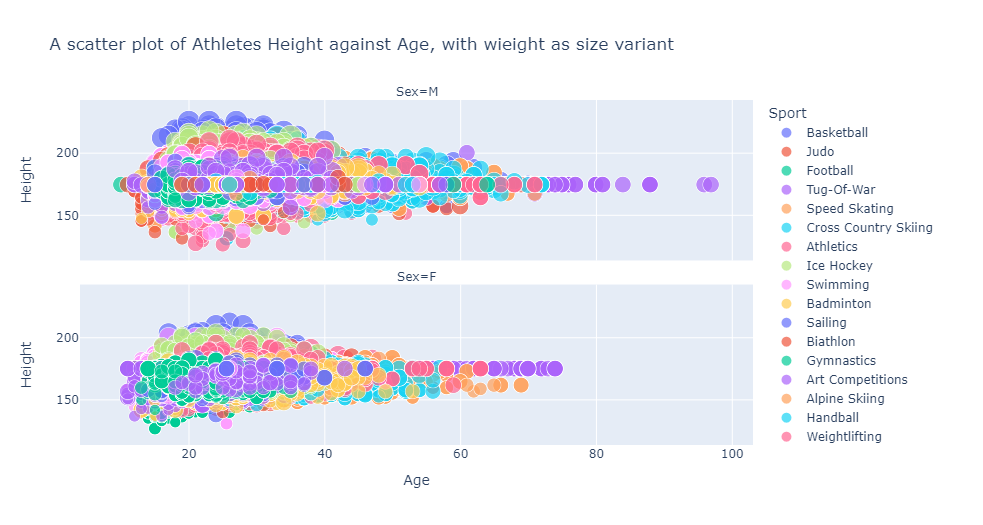 A scatter plot of Athletes Height against Age, with wieight as size variant
Sex=M
Height
200
150
Sex=F
Height
200
150
20 40 60 80 100
Age
Sport
Basketball
Judo
Football
Tug-Of-War
Speed Skating
Cross Country Skiing
Athletics
Ice Hockey
Swimming
Badminton
Sailing
Biathlon
Gymnastics
Art Competitions
Alpine Skiing
Handball
Weightlifting